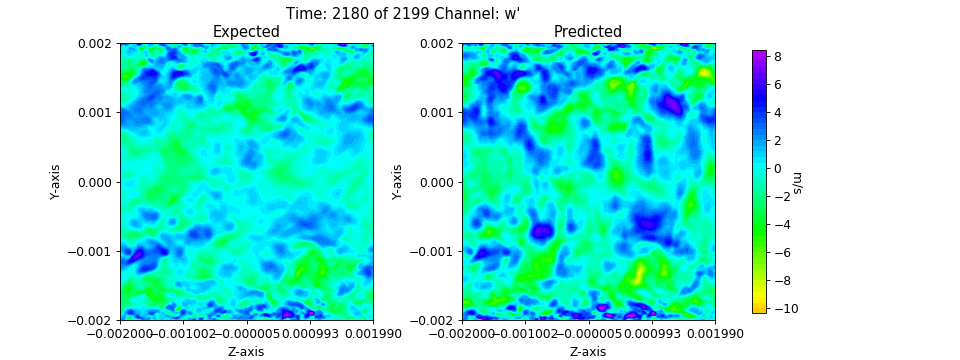 Time: 2180 of 2199 Channel: w'
Expected Predicted
0.002 0.002 8
6
0.001 0.001 4
2
Y-axis 0.000 Y-axis 0.000 0 m/s
−2
−4
−0.001 −0.001 −6
−8
−0.002 −0.002 −10
−0.002000 −0.001002 −0.000005 0.000993 0.001990 −0.002000 −0.001002 −0.000005 0.000993 0.001990
Z-axis Z-axis